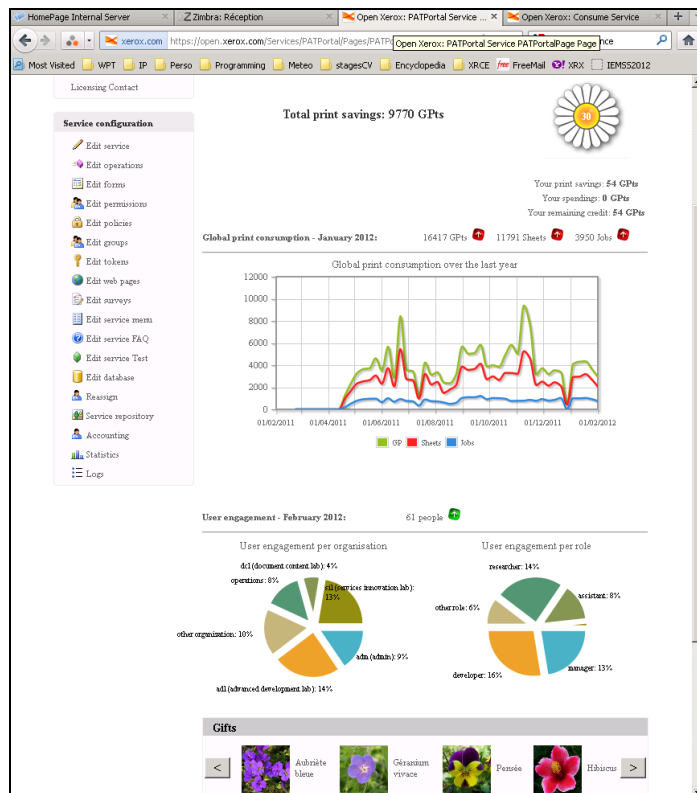 HomePage Internal Server
Zimbra: Réception
Open Xerox: PATPortal Service ...
Open Xerox: Consume Service
xerox.com https://open.xerox.com/Services/PATPortal/Pages/PATPo
Open Xerox: PATPortal Service PATPortalPage Page
nce
Most Visited WPT IP Perso Programming Meteo stagesCV Encyclopedia XRCE free FreeMail XRX IEMSS2012
Licensing Contact
Service configuration
Edit service
Edit operations
Edit forms
Edit permissions
Edit policies
Edit groups
Edit tokens
Edit web pages
Edit surveys
Edit service menu
Edit service FAQ
Edit service Test
Edit database
Reassign
Service repository
Accounting
Statistics
Logs
Total print savings: 9770 GPts
30
Your print savings: 54 GPts
Your spendings: 0 GPts
Your remaining credit: 54 GPts
Global print consumption - January 2012: 16417 GPts 11791 Sheets 3950 Jobs
Global print consumption over the last year
12000
10000
8000
6000
4000
2000
0
01/02/2011 01/04/2011 01/06/2011 01/08/2011 01/10/2011 01/12/2011 01/02/2012
GP Sheets Jobs
User engagement - February 2012: 61 people
User engagement per organisation
dcl (document content lab): 4%
operations: 8%
sil (services innovation lab):
13%
other organisation: 10%
adm (admin): 9%
adl (advanced development lab): 14%
User engagement per role
researcher: 14%
assistant: 8%
other role: 6%
manager: 13%
developer: 16%
Gifts
<
Aubriète
bleue
Géranium
vivace
Pensée
Hibiscus
>